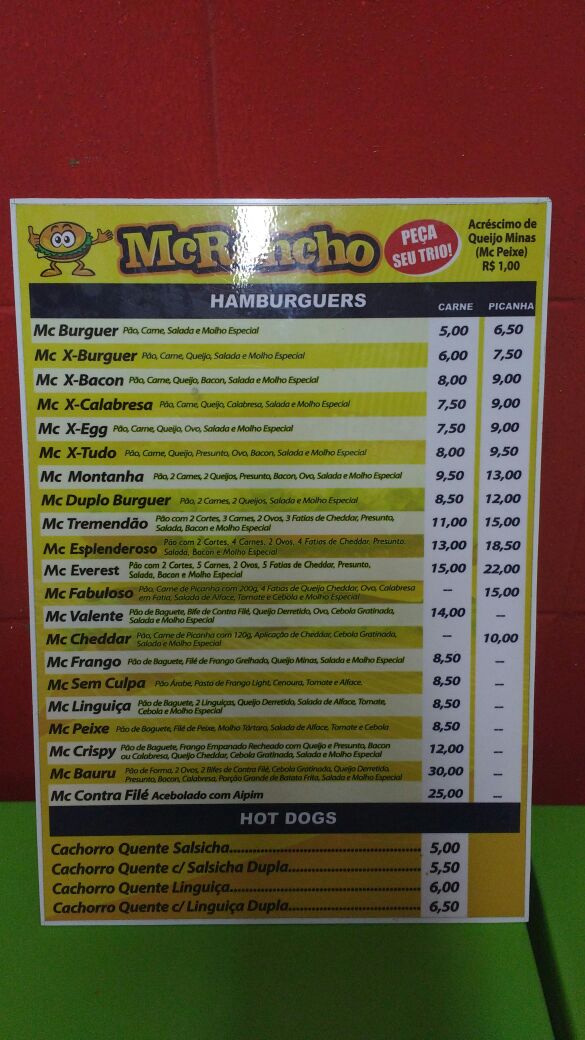 McRancho
PEÇA
SEU TRIO!
Acréscimo de
Queijo Minas
(Mc Peixe)
R$ 1,00
HAMBURGUERS CARNE PICANHA
Mc Burguer Pão, Carne, Salada e Molho Especial 5,00 6,50
Mc X-Burguer Pão, Carne, Queijo, Salada e Molho Especial 6,00 7,50
Mc X-Bacon Pão, Carne, Queijo, Bacon, Salada e Molho Especial 8,00 9,00
Mc X-Calabresa Pão, Carne, Queijo, Calabresa, Salada e Molho Especial 7,50 9,00
Mc X-Egg Pão, Carne, Queijo, Ovo, Salada e Molho Especial 7,50 9,00
Mc X-Tudo Pão, Carne, Queijo, Presunto, Ovo, Bacon, Salada e Molho Especial 8,00 9,50
Mc Montanha Pão, 2 Carnes, 2 Queijos, Presunto, Bacon, Ovo, Salada e Molho Especial 9,50 13,00
Mc Duplo Burguer Pão, 2 Carnes, 2 Queijos, Salada e Molho Especial 8,50 12,00
Mc Tremendão Pão com 2 Cortes, 3 Carnes, 2 Ovos, 3 Fatias de Cheddar, Presunto,
Salada, Bacon e Molho Especial 11,00 15,00
Mc Esplenderoso Pão com 2 Cortes, 4 Carnes, 2 Ovos, 4 Fatias de Cheddar, Presunto,
Salada, Bacon e Molho Especial 13,00 18,50
Mc Everest Pão com 2 Cortes, 5 Carnes, 2 Ovos, 5 Fatias de Cheddar, Presunto,
Salada, Bacon e Molho Especial 15,00 22,00
Mc Fabuloso Pão, Carne de Picanha com 200g, 4 Fatias de Queijo Cheddar, Ovo, Calabresa
em Fatia, Salada de Alface, Tomate e Cebola e Molho Especial -- 15,00
Mc Valente Pão de Baguete, Bife de Contra Filé, Queijo Derretido, Ovo, Cebola Gratinada,
Salada e Molho Especial 14,00 --
Mc Cheddar Pão, Carne de Picanha com 120g, Aplicação de Cheddar, Cebola Gratinada,
Salada e Molho Especial -- 10,00
Mc Frango Pão de Baguete, Filé de Frango Grelhado, Queijo Minas, Salada e Molho Especial 8,50 --
Mc Sem Culpa Pão Árabe, Pasta de Frango Light, Cenoura, Tomate e Alface. 8,50 --
Mc Linguiça Pão de Baguete, 2 Linguiças, Queijo Derretido, Salada de Alface, Tomate,
Cebola e Molho Especial 8,50 --
Mc Peixe Pão de Baguete, Filé de Peixe, Molho Tártaro, Salada de Alface, Tomate e Cebola 8,50 --
Mc Crispy Pão de Baguete, Frango Empanado Recheado com Queijo e Presunto, Bacon
ou Calabresa, Queijo Cheddar, Cebola Gratinada, Salada e Molho Especial 12,00 --
Mc Bauru Pão de Forma, 2 Ovos, 2 Bifes de Contra Filé, Cebola Gratinada, Queijo Derretido,
Presunto, Bacon, Calabresa, Porção Grande de Batata Frita, Salada e Molho Especial 30,00 --
Mc Contra Filé Acebolado com Aipim 25,00 --
HOT DOGS
Cachorro Quente Salsicha 5,00
Cachorro Quente c/ Salsicha Dupla 5,50
Cachorro Quente Linguiça 6,00
Cachorro Quente c/ Linguiça Dupla 6,50